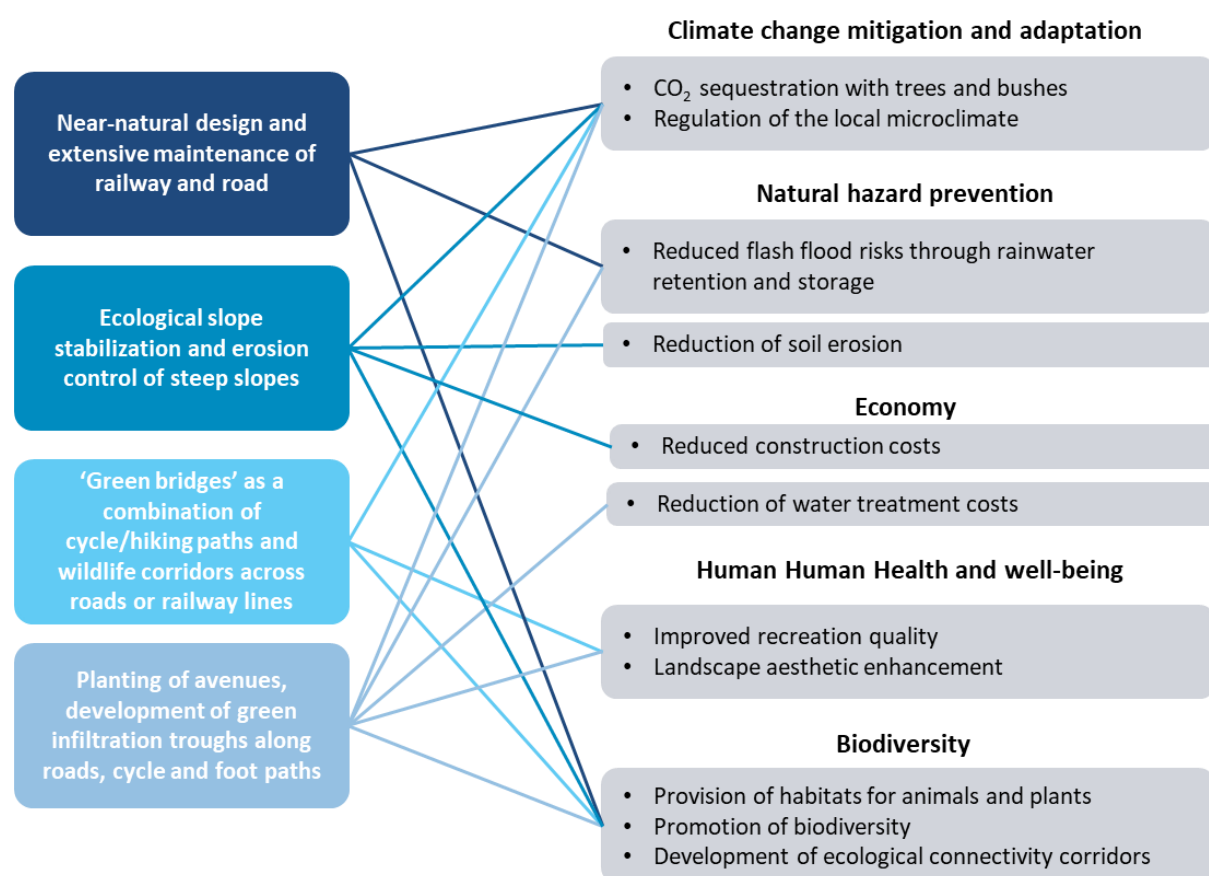 Near-natural design and
extensive maintenance of
railway and road
Ecological slope
stabilization and erosion
control of steep slopes
‘Green bridges’ as a
combination of
cycle/hiking paths and
wildlife corridors across
roads or railway lines
Planting of avenues,
development of green
infiltration troughs along
roads, cycle and foot paths
Climate change mitigation and adaptation
• CO₂ sequestration with trees and bushes
• Regulation of the local microclimate
Natural hazard prevention
• Reduced flash flood risks through rainwater
retention and storage
• Reduction of soil erosion
Economy
• Reduced construction costs
• Reduction of water treatment costs
Human Human Health and well-being
• Improved recreation quality
• Landscape aesthetic enhancement
Biodiversity
• Provision of habitats for animals and plants
• Promotion of biodiversity
• Development of ecological connectivity corridors